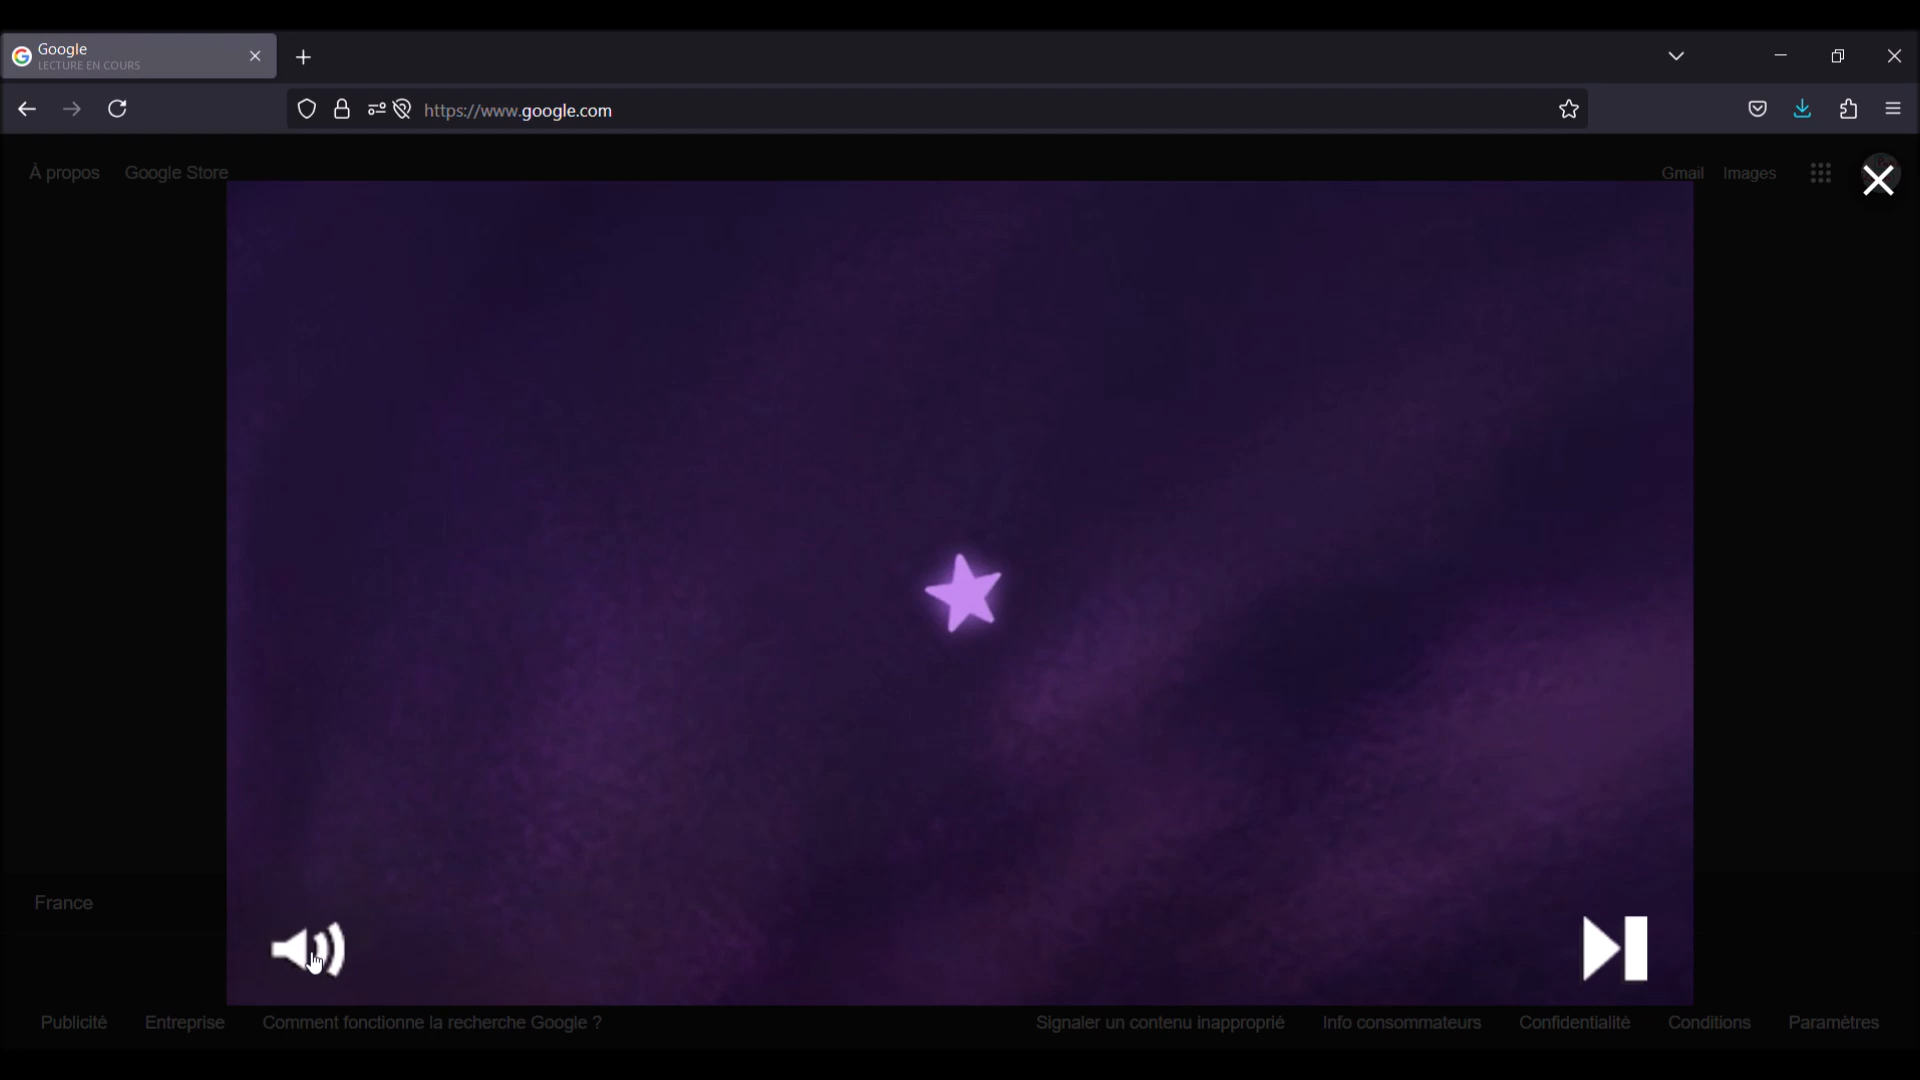 Google
LECTURE EN COURS
https://www.google.com
À propos Google Store Gmail Images
France
Publicité Entreprise Comment fonctionne la recherche Google ? Signaler un contenu inapproprié Info consommateurs Confidentialité Conditions Paramètres